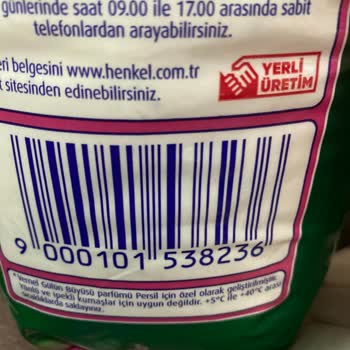 günlerinde saat 09.00 ile 17.00 arasında sabit
telefonlardan arayabilirsiniz.
eri belgesini www.henkel.com.tr
sitesinden edinebilirsiniz.
YERLİ
ÜRETİM
9 000101 538236
* Vernel Gülün Büyüsü parfümü Persil için özel olarak geliştirilmiştir.
Yünlü ve ipekli kumaşlar için uygun değildir. +5°C ile +40°C arası
sıcaklıklarda saklayınız.